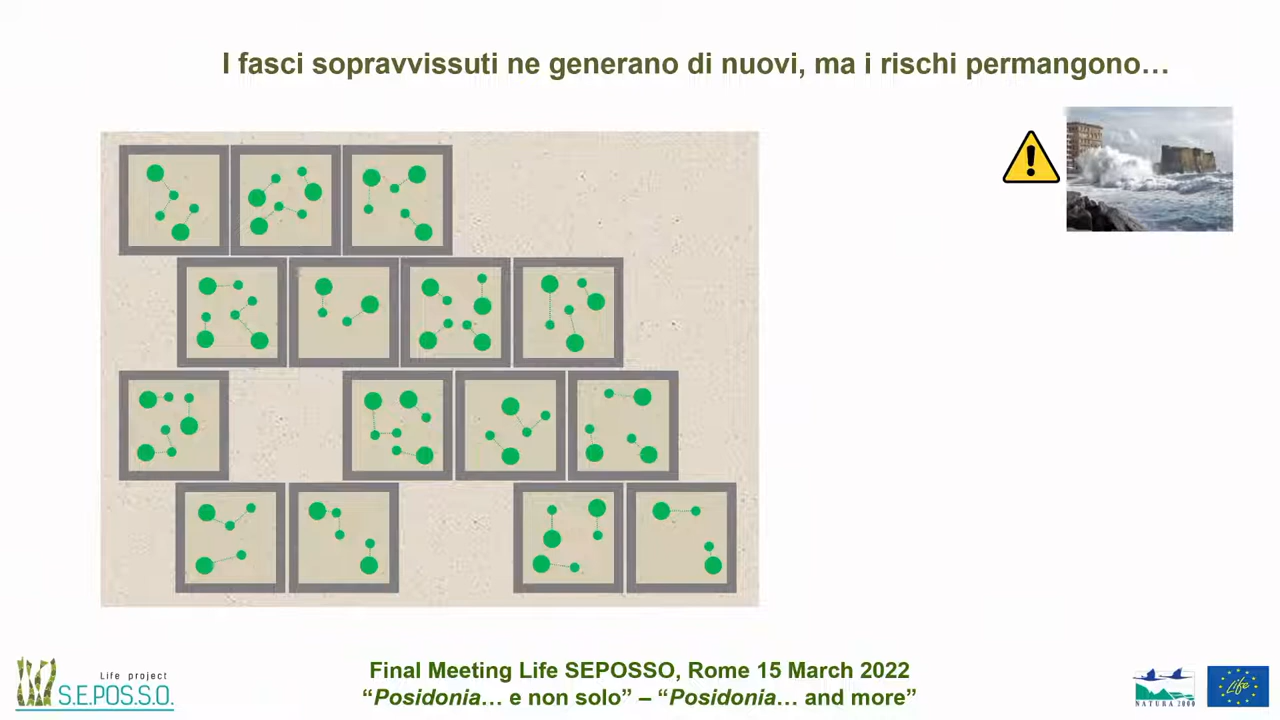 I fasci sopravvissuti ne generano di nuovi, ma i rischi permangono…
Life project
S.E.POS.S.O.
Final Meeting Life SEPOSSO, Rome 15 March 2022
“Posidonia… e non solo” – “Posidonia… and more”
NATURA 2000
Life